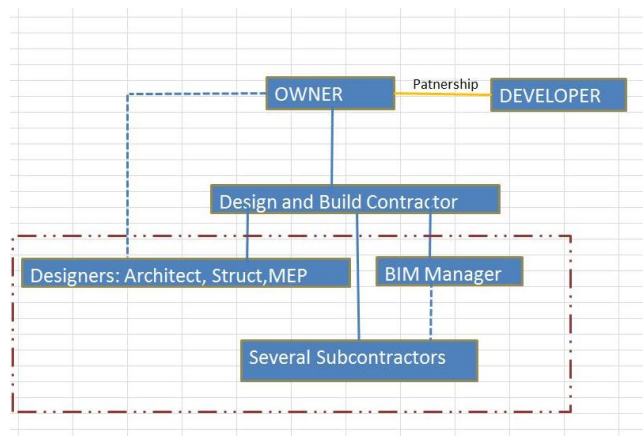 OWNER
Patnership
DEVELOPER
Design and Build Contractor
Designers: Architect, Struct,MEP
BIM Manager
Several Subcontractors